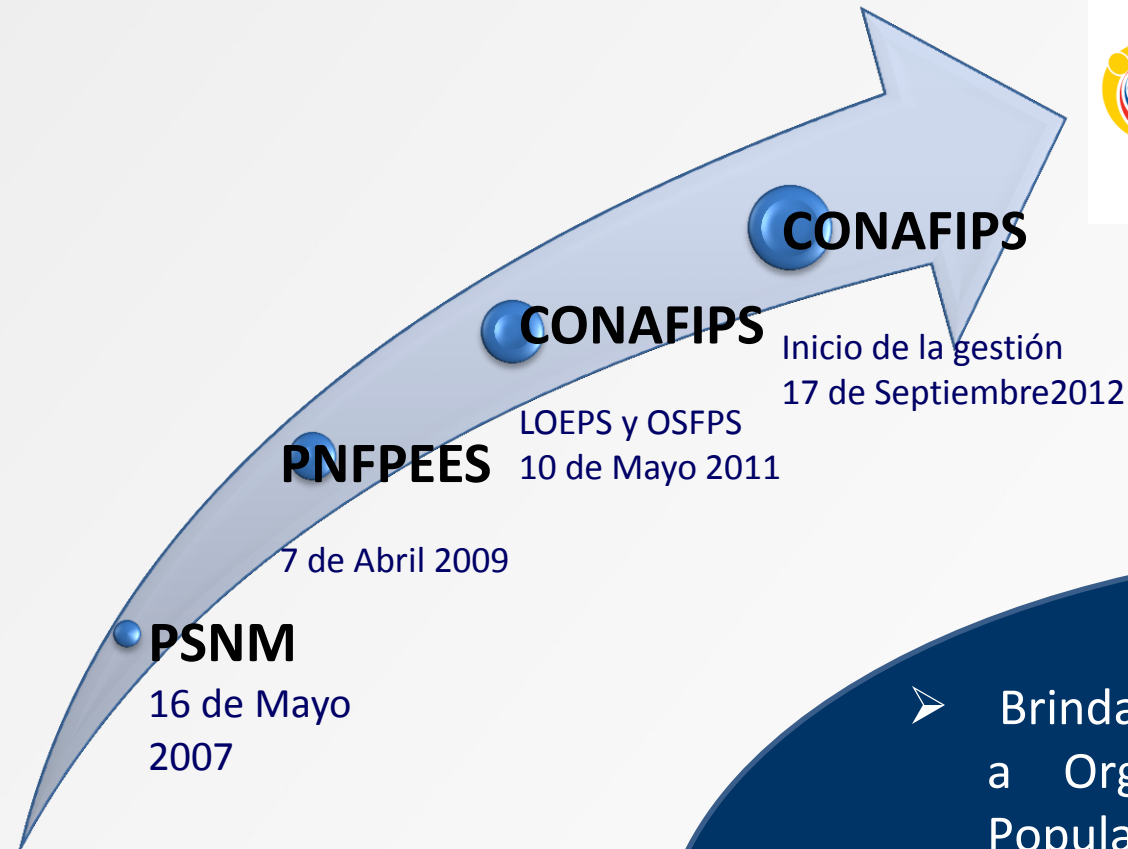 CONAFIPS
Inicio de la gestión
17 de Septiembre2012
CONAFIPS
LOEPS y OSFPS
10 de Mayo 2011
PNFPEES
7 de Abril 2009
PSNM
16 de Mayo
2007
➢ Brinda
a Org
Popula